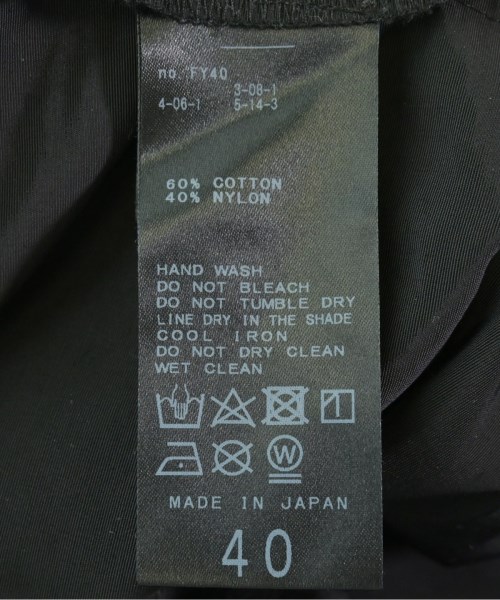 no. FY40
3-08-1
4-06-1 5-14-3
60% COTTON
40% NYLON
HAND WASH
DO NOT BLEACH
DO NOT TUMBLE DRY
LINE DRY IN THE SHADE
COOL IRON
DO NOT DRY CLEAN
WET CLEAN
W
MADE IN JAPAN
40